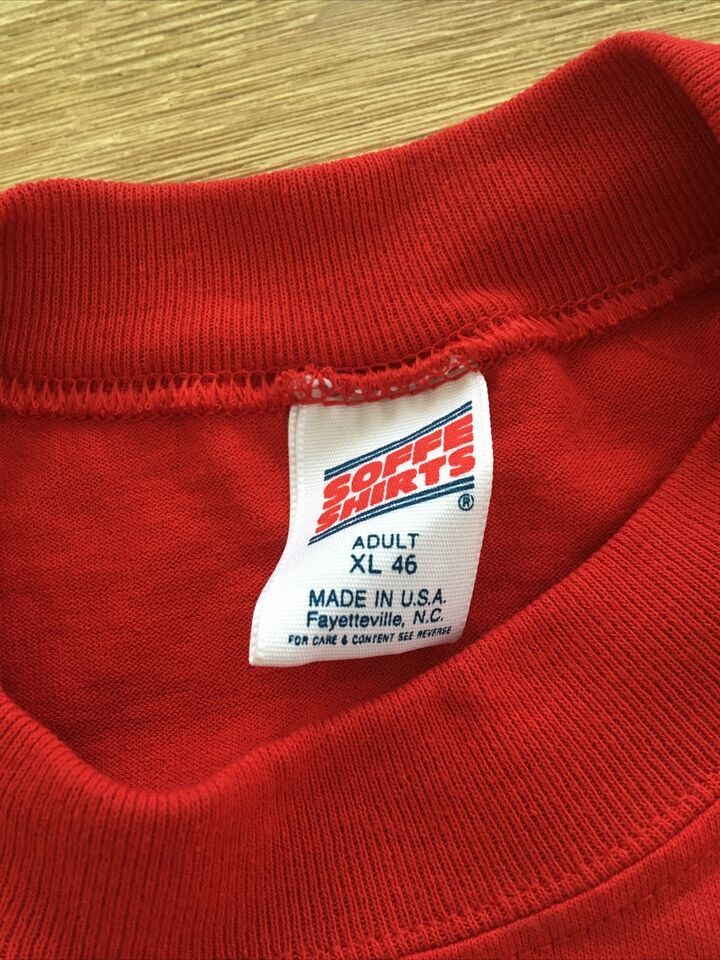 SOFFE
SHIRTS
®
ADULT
XL 46
MADE IN U.S.A.
Fayetteville, N.C.
FOR CARE & CONTENT SEE REVERSE